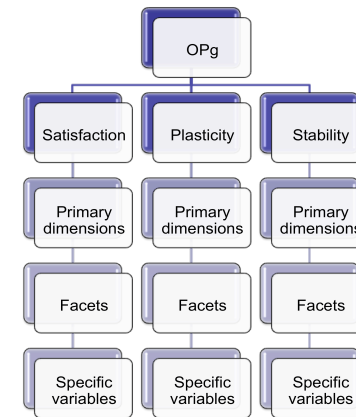 OPg
Satisfaction Plasticity Stability
Primary dimensions Primary dimensions Primary dimensions
Facets Facets Facets
Specific variables Specific variables Specific variables